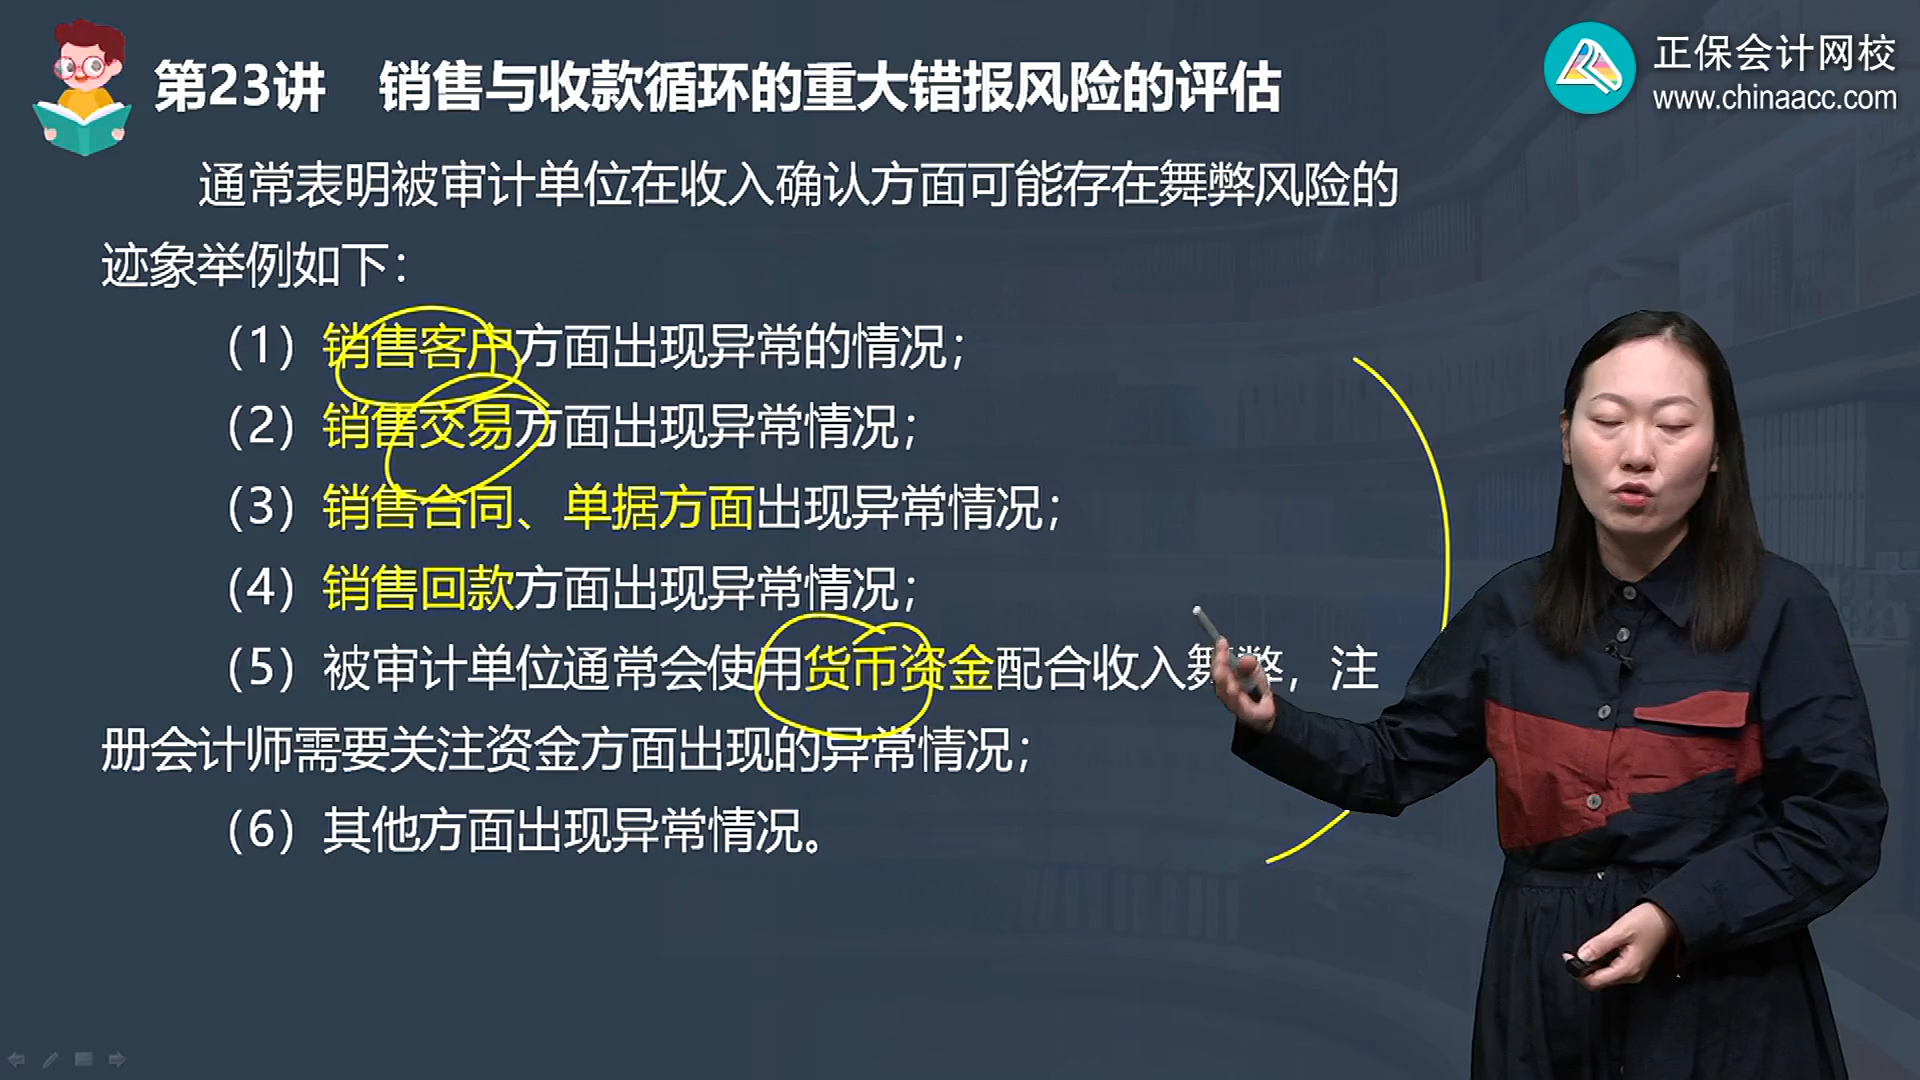 第23讲 销售与收款循环的重大错报风险的评估
正保会计网校
www.chinaacc.com
通常表明被审计单位在收入确认方面可能存在舞弊风险的
迹象举例如下：
（1）销售客户方面出现异常的情况；
（2）销售交易方面出现异常情况；
（3）销售合同、单据方面出现异常情况；
（4）销售回款方面出现异常情况；
（5）被审计单位通常会使用货币资金配合收入舞弊，注
册会计师需要关注资金方面出现的异常情况；
（6）其他方面出现异常情况。